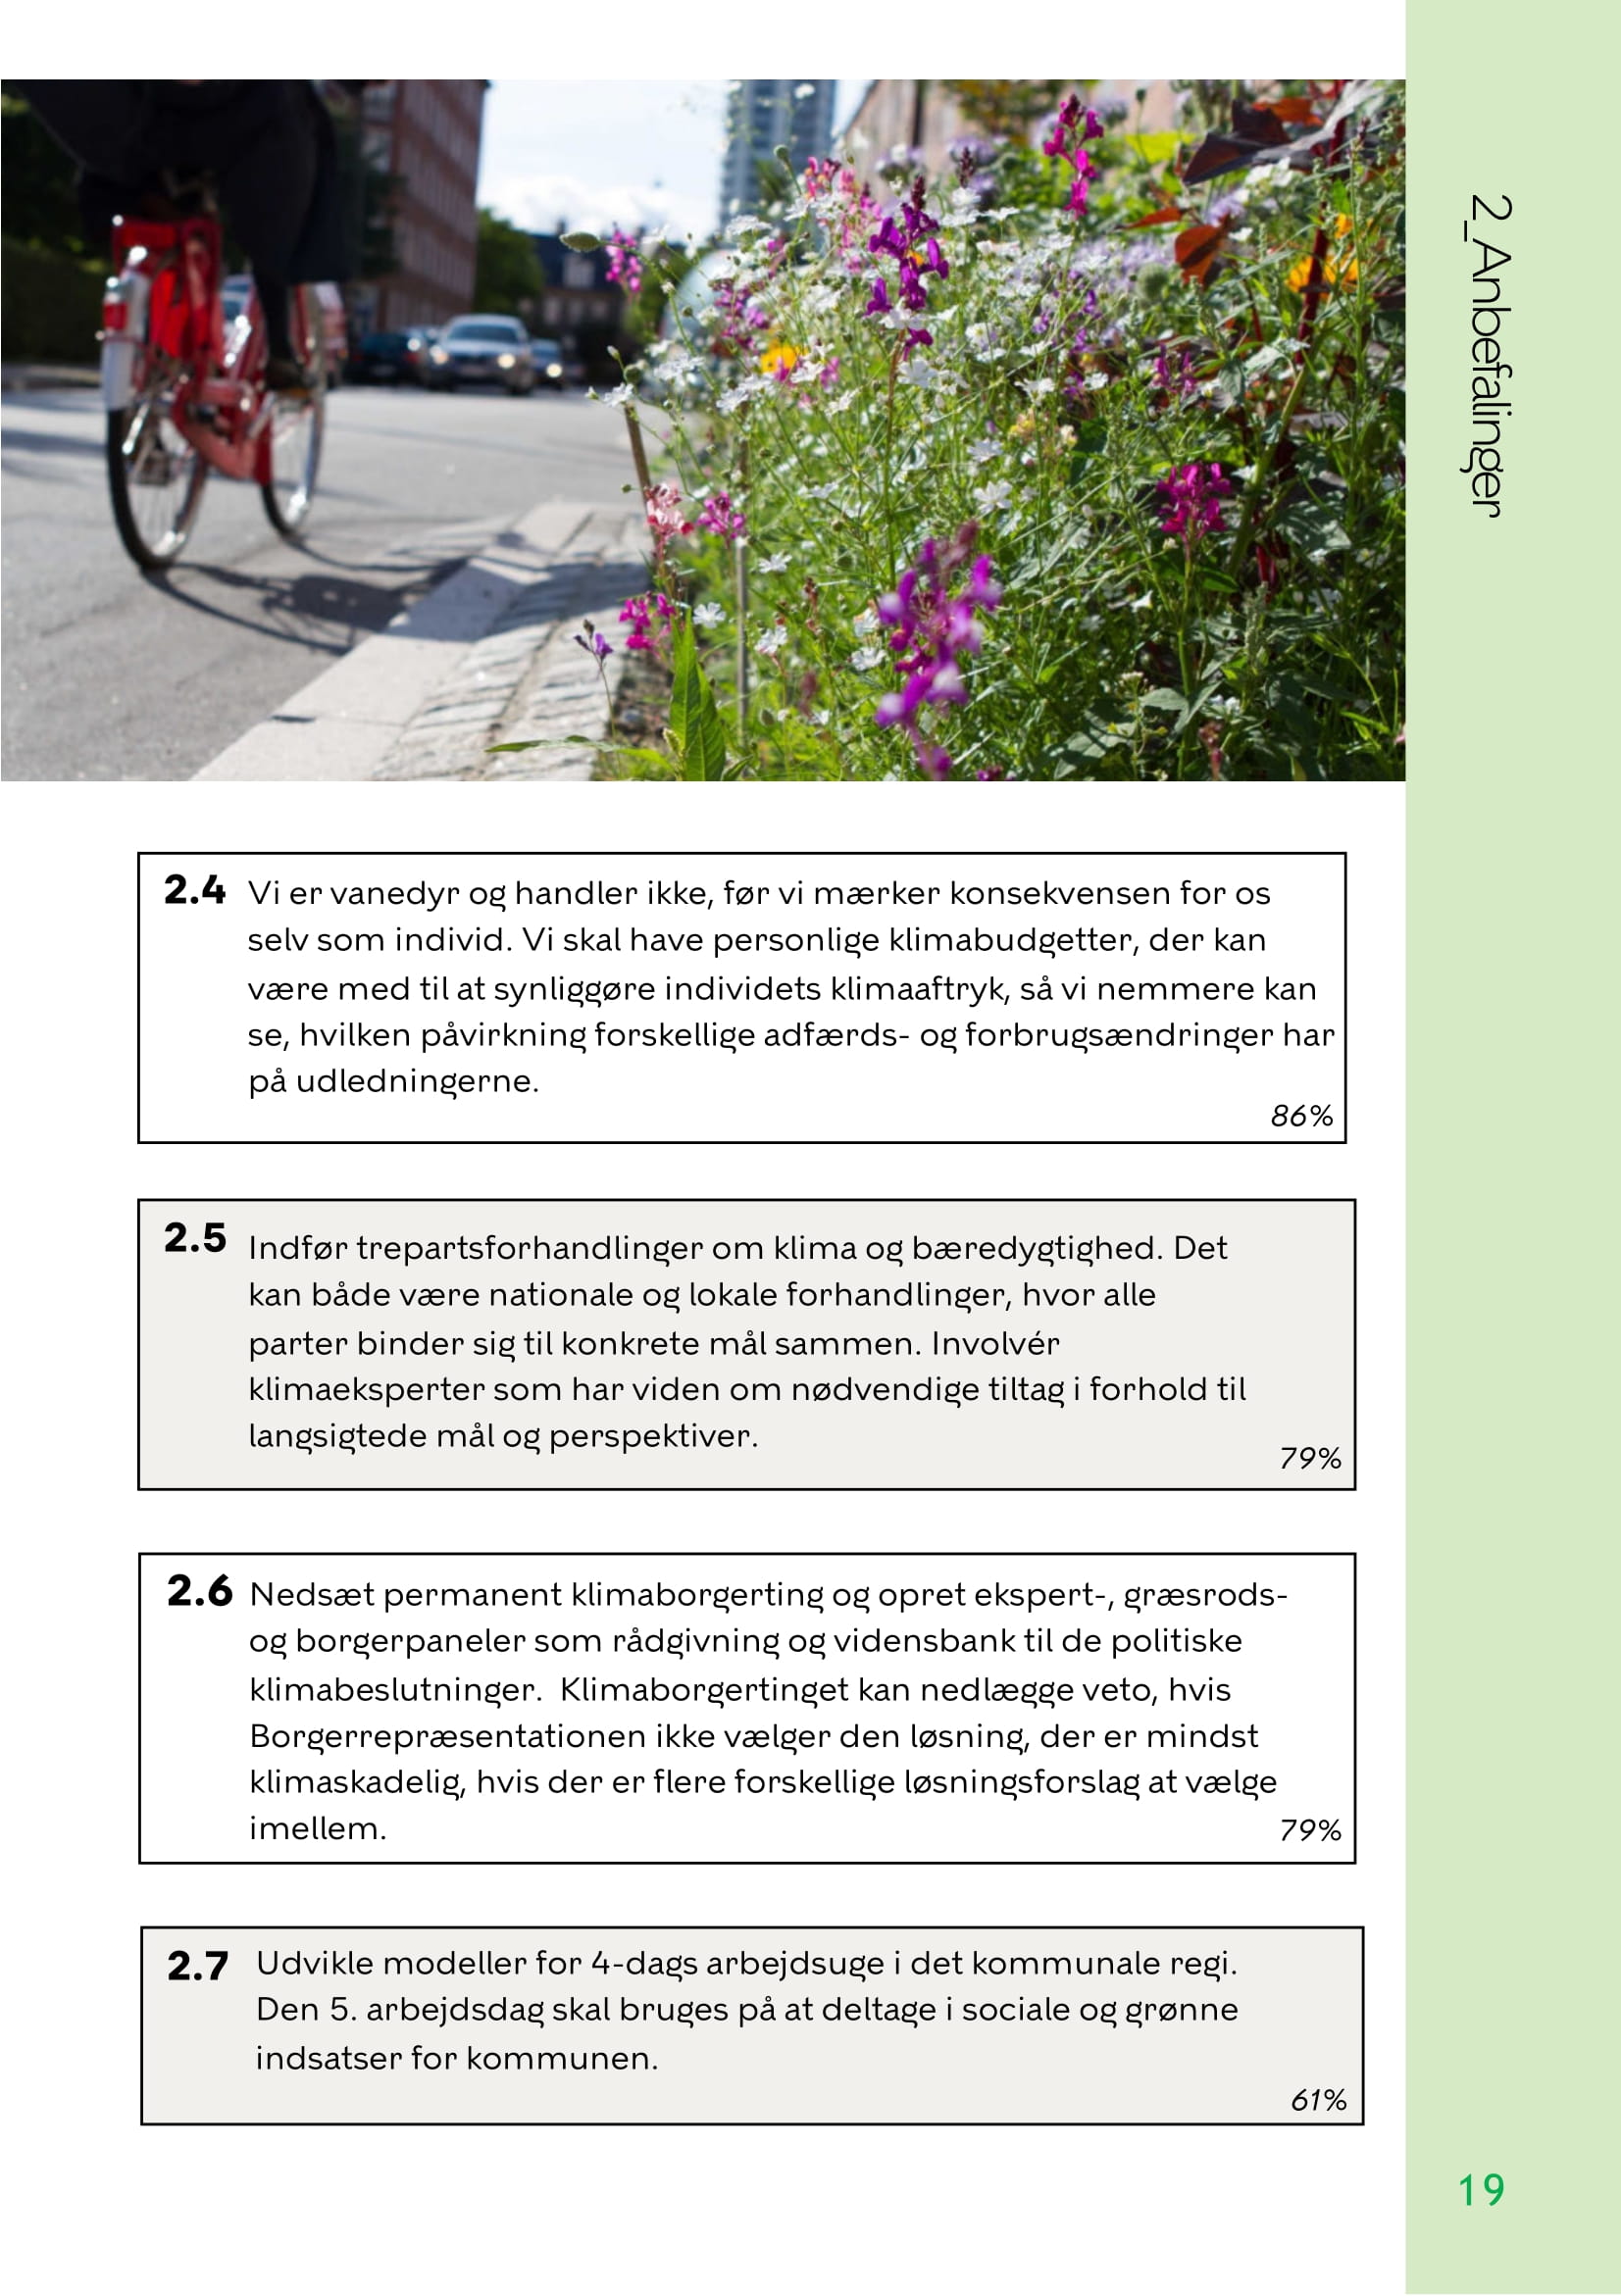 2_Anbefalinger
2.4 Vi er vanedyr og handler ikke, før vi mærker konsekvensen for os
selv som individ. Vi skal have personlige klimabudgetter, der kan
være med til at synliggøre individets klimaaftryk, så vi nemmere kan
se, hvilken påvirkning forskellige adfærds- og forbrugsændringer har
på udledningerne.
86%
2.5 Indfør trepartsforhandlinger om klima og bæredygtighed. Det
kan både være nationale og lokale forhandlinger, hvor alle
parter binder sig til konkrete mål sammen. Involvér
klimaeksperter som har viden om nødvendige tiltag i forhold til
langsigtede mål og perspektiver.
79%
2.6 Nedsæt permanent klimaborgerting og opret ekspert-, græsrods-
og borgerpaneler som rådgivning og vidensbank til de politiske
klimabeslutninger.  Klimaborgertinget kan nedlægge veto, hvis
Borgerrepræsentationen ikke vælger den løsning, der er mindst
klimaskadelig, hvis der er flere forskellige løsningsforslag at vælge
imellem.
79%
2.7 Udvikle modeller for 4-dags arbejdsuge i det kommunale regi.
Den 5. arbejdsdag skal bruges på at deltage i sociale og grønne
indsatser for kommunen.
61%
19